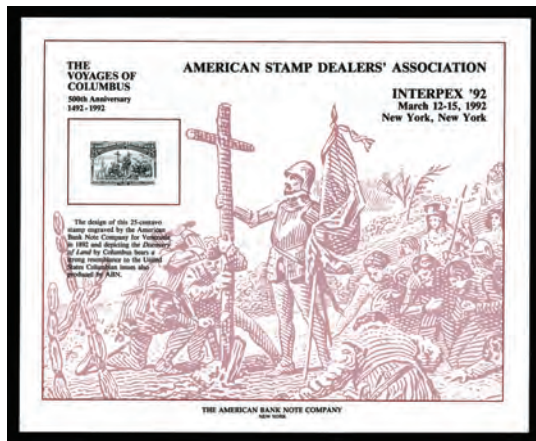 THE
VOYAGES OF
COLUMBUS
500th Anniversary
1492 - 1992
AMERICAN STAMP DEALERS' ASSOCIATION
INTERPEX '92
March 12-15, 1992
New York, New York
The design of this 25-centavo
stamp engraved by the American
Bank Note Company for Venezuela
in 1892 and depicting the Discovery
of Land by Columbus bears a
strong resemblance to the United
States Columbian issues also
produced by ABN.
THE AMERICAN BANK NOTE COMPANY
NEW YORK